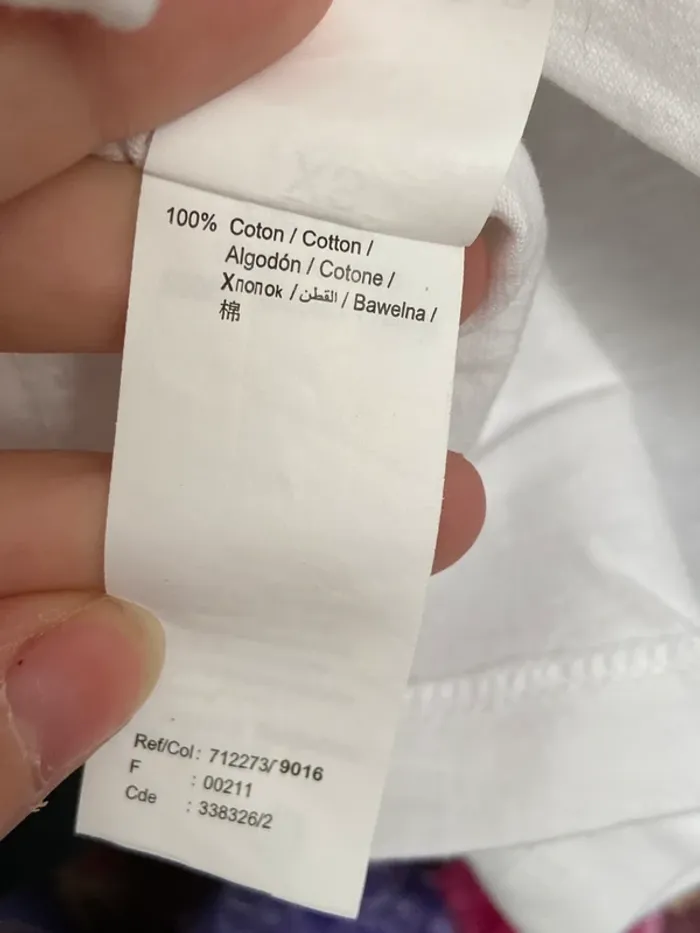 100% Coton / Cotton /
Algodón / Cotone /
Хлопок / القطن / Bawelna /
棉
Ref/Col : 712273/ 9016
F : 00211
Cde : 338326/2